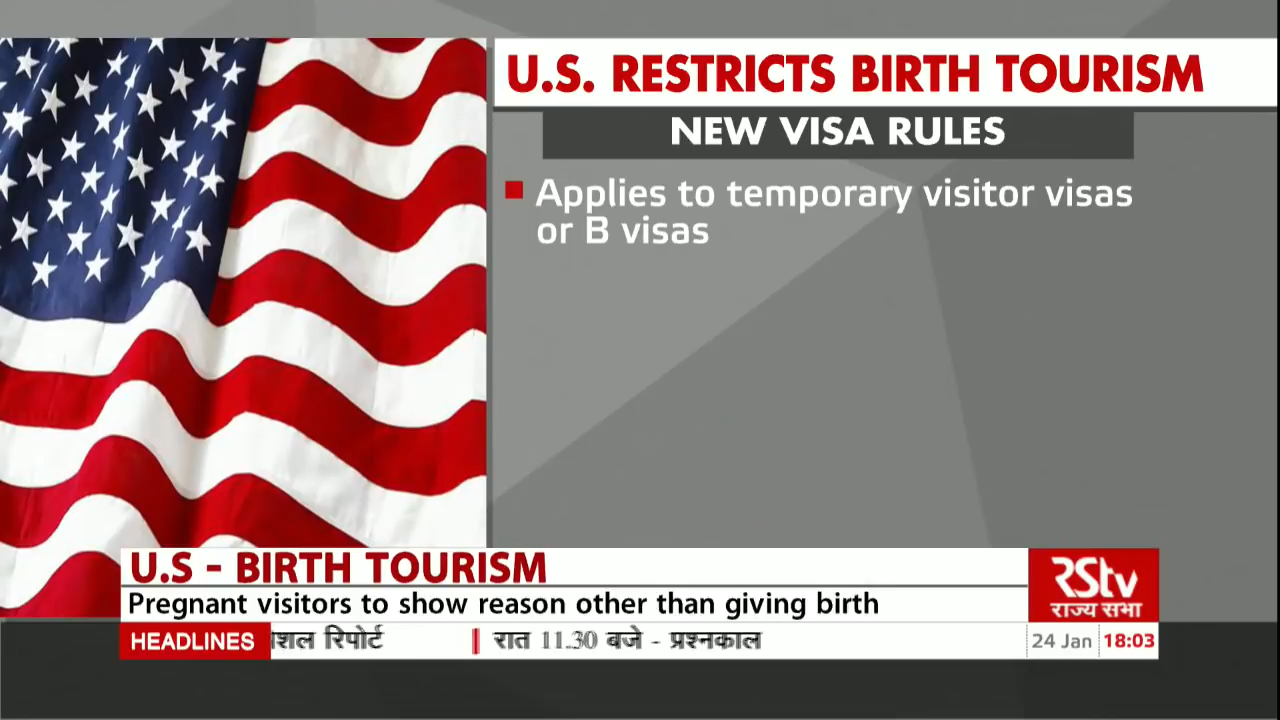 U.S. RESTRICTS BIRTH TOURISM
NEW VISA RULES
Applies to temporary visitor visas
or B visas
U.S - BIRTH TOURISM
Pregnant visitors to show reason other than giving birth
RSTV
राज्य सभा
HEADLINES
शल रिपोर्ट | रात 11.30 बजे - प्रश्नकाल
24 Jan 18:03